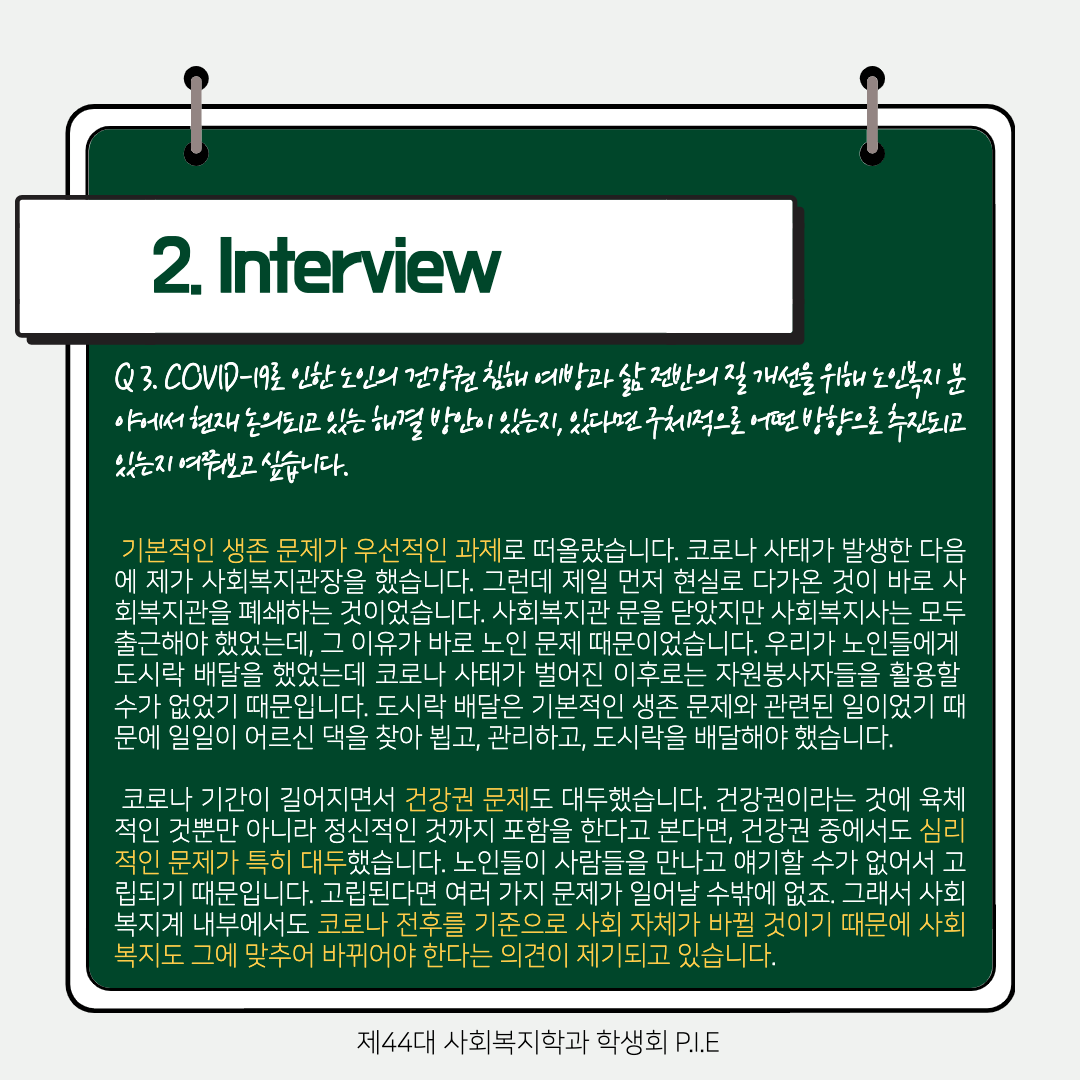 2. Interview
Q 3. COVID-19로 인한 노인의 건강권 침해 예방과 삶 전반의 질 개선을 위해 노인복지 분
야에서 현재 논의되고 있는 해결 방안이 있는지, 있다면 구체적으로 어떤 방향으로 추진되고
있는지 여쭤보고 싶습니다.
기본적인 생존 문제가 우선적인 과제로 떠올랐습니다. 코로나 사태가 발생한 다음
에 제가 사회복지관장을 했습니다. 그런데 제일 먼저 현실로 다가온 것이 바로 사
회복지관을 폐쇄하는 것이었습니다. 사회복지관 문을 닫았지만 사회복지사는 모두
출근해야 했었는데, 그 이유가 바로 노인 문제 때문이었습니다. 우리가 노인들에게
도시락 배달을 했었는데 코로나 사태가 벌어진 이후로는 자원봉사자들을 활용할
수가 없었기 때문입니다. 도시락 배달은 기본적인 생존 문제와 관련된 일이었기 때
문에 일일이 어르신 댁을 찾아 뵙고, 관리하고, 도시락을 배달해야 했습니다.
코로나 기간이 길어지면서 건강권 문제도 대두했습니다. 건강권이라는 것에 육체
적인 것뿐만 아니라 정신적인 것까지 포함을 한다고 본다면, 건강권 중에서도 심리
적인 문제가 특히 대두했습니다. 노인들이 사람들을 만나고 얘기할 수가 없어서 고
립되기 때문입니다. 고립된다면 여러 가지 문제가 일어날 수밖에 없죠. 그래서 사회
복지계 내부에서도 코로나 전후를 기준으로 사회 자체가 바뀔 것이기 때문에 사회
복지도 그에 맞추어 바뀌어야 한다는 의견이 제기되고 있습니다.
제44대 사회복지학과 학생회 P.I.E